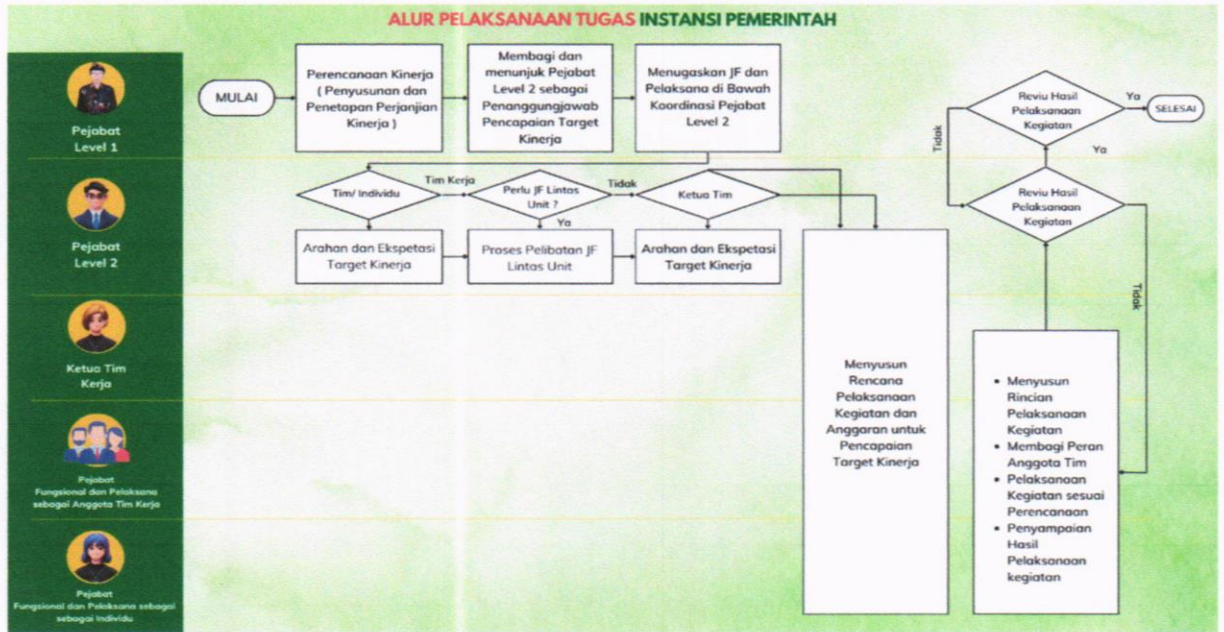 ALUR PELAKSANAAN TUGAS INSTANSI PEMERINTAH
Pejabat
Level 1
MULAI
Perencanaan Kinerja
( Penyusunan dan
Penetapan Perjanjian
Kinerja )
Membagi dan
menunjuk Pejabat
Level 2 sebagai
Penanggungjawab
Pencapaian Target
Kinerja
Menugaskan JF dan
Pelaksana di Bawah
Koordinasi Pejabat
Level 2
Reviu Hasil
Pelaksanaan
Kegiatan
Ya
SELESAI
Tidak
Ya
Pejabat
Level 2
Tim/ Individu
Tim Kerja
Perlu JF Lintas
Unit ?
Tidak
Ketua Tim
Ya
Reviu Hasil
Pelaksanaan
Kegiatan
Tidak
Arahan dan Ekspetasi
Target Kinerja
Proses Pelibatan JF
Lintas Unit
Arahan dan Ekspetasi
Target Kinerja
Ketua Tim
Kerja
Pejabat
Fungsional dan Pelaksana
sebagai Anggota Tim Kerja
Pejabat
Fungsional dan Pelaksana sebagai
sebagai Individu
Menyusun
Rencana
Pelaksanaan
Kegiatan dan
Anggaran untuk
Pencapaian
Target Kinerja
• Menyusun
Rincian
Pelaksanaan
Kegiatan
• Membagi Peran
Anggota Tim
• Pelaksanaan
Kegiatan sesuai
Perencanaan
• Penyampaian
Hasil
Pelaksanaan
kegiatan